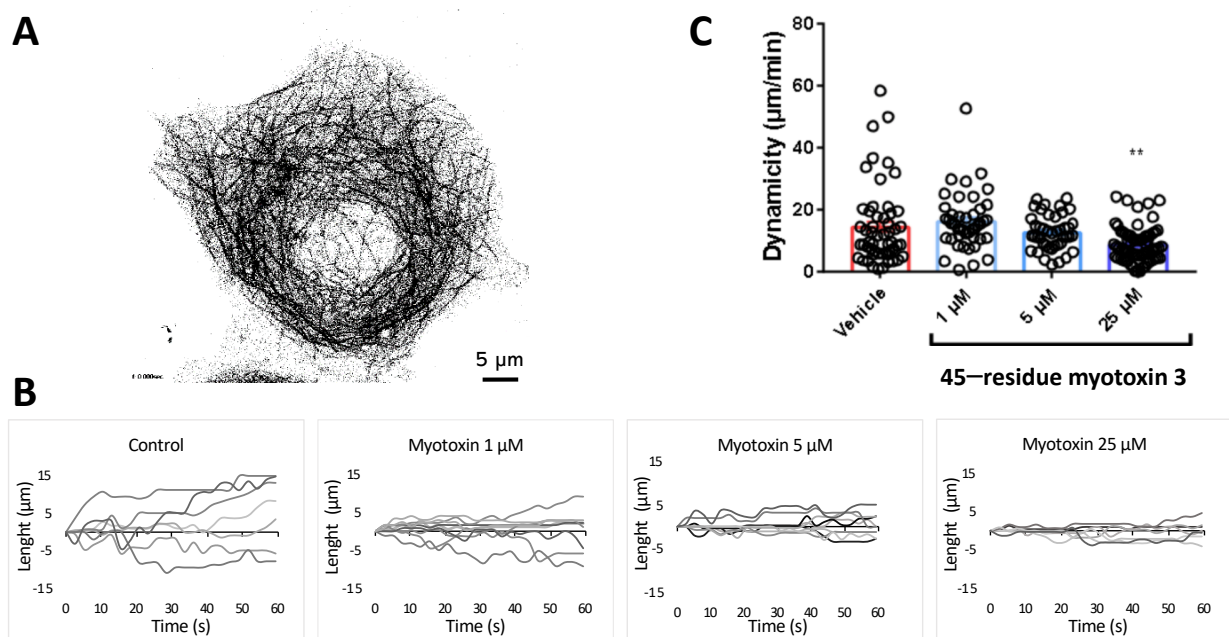 A
t: 0.000sec.
5 µm
C
Dynamicity (µm/min)
80
60
40
20
0
**
Vehicle
1 µM
5 µM
25 µM
45–residue myotoxin 3
B
Control
Lenght (µm)
15
5
-5
-15
0 10 20 30 40 50 60
Time (s)
Myotoxin 1 µM
Lenght (µm)
15
5
-5
-15
0 10 20 30 40 50 60
Time (s)
Myotoxin 5 µM
Lenght (µm)
15
5
-5
-15
0 10 20 30 40 50 60
Time (s)
Myotoxin 25 µM
Lenght (µm)
15
5
-5
-15
0 10 20 30 40 50 60
Time (s)